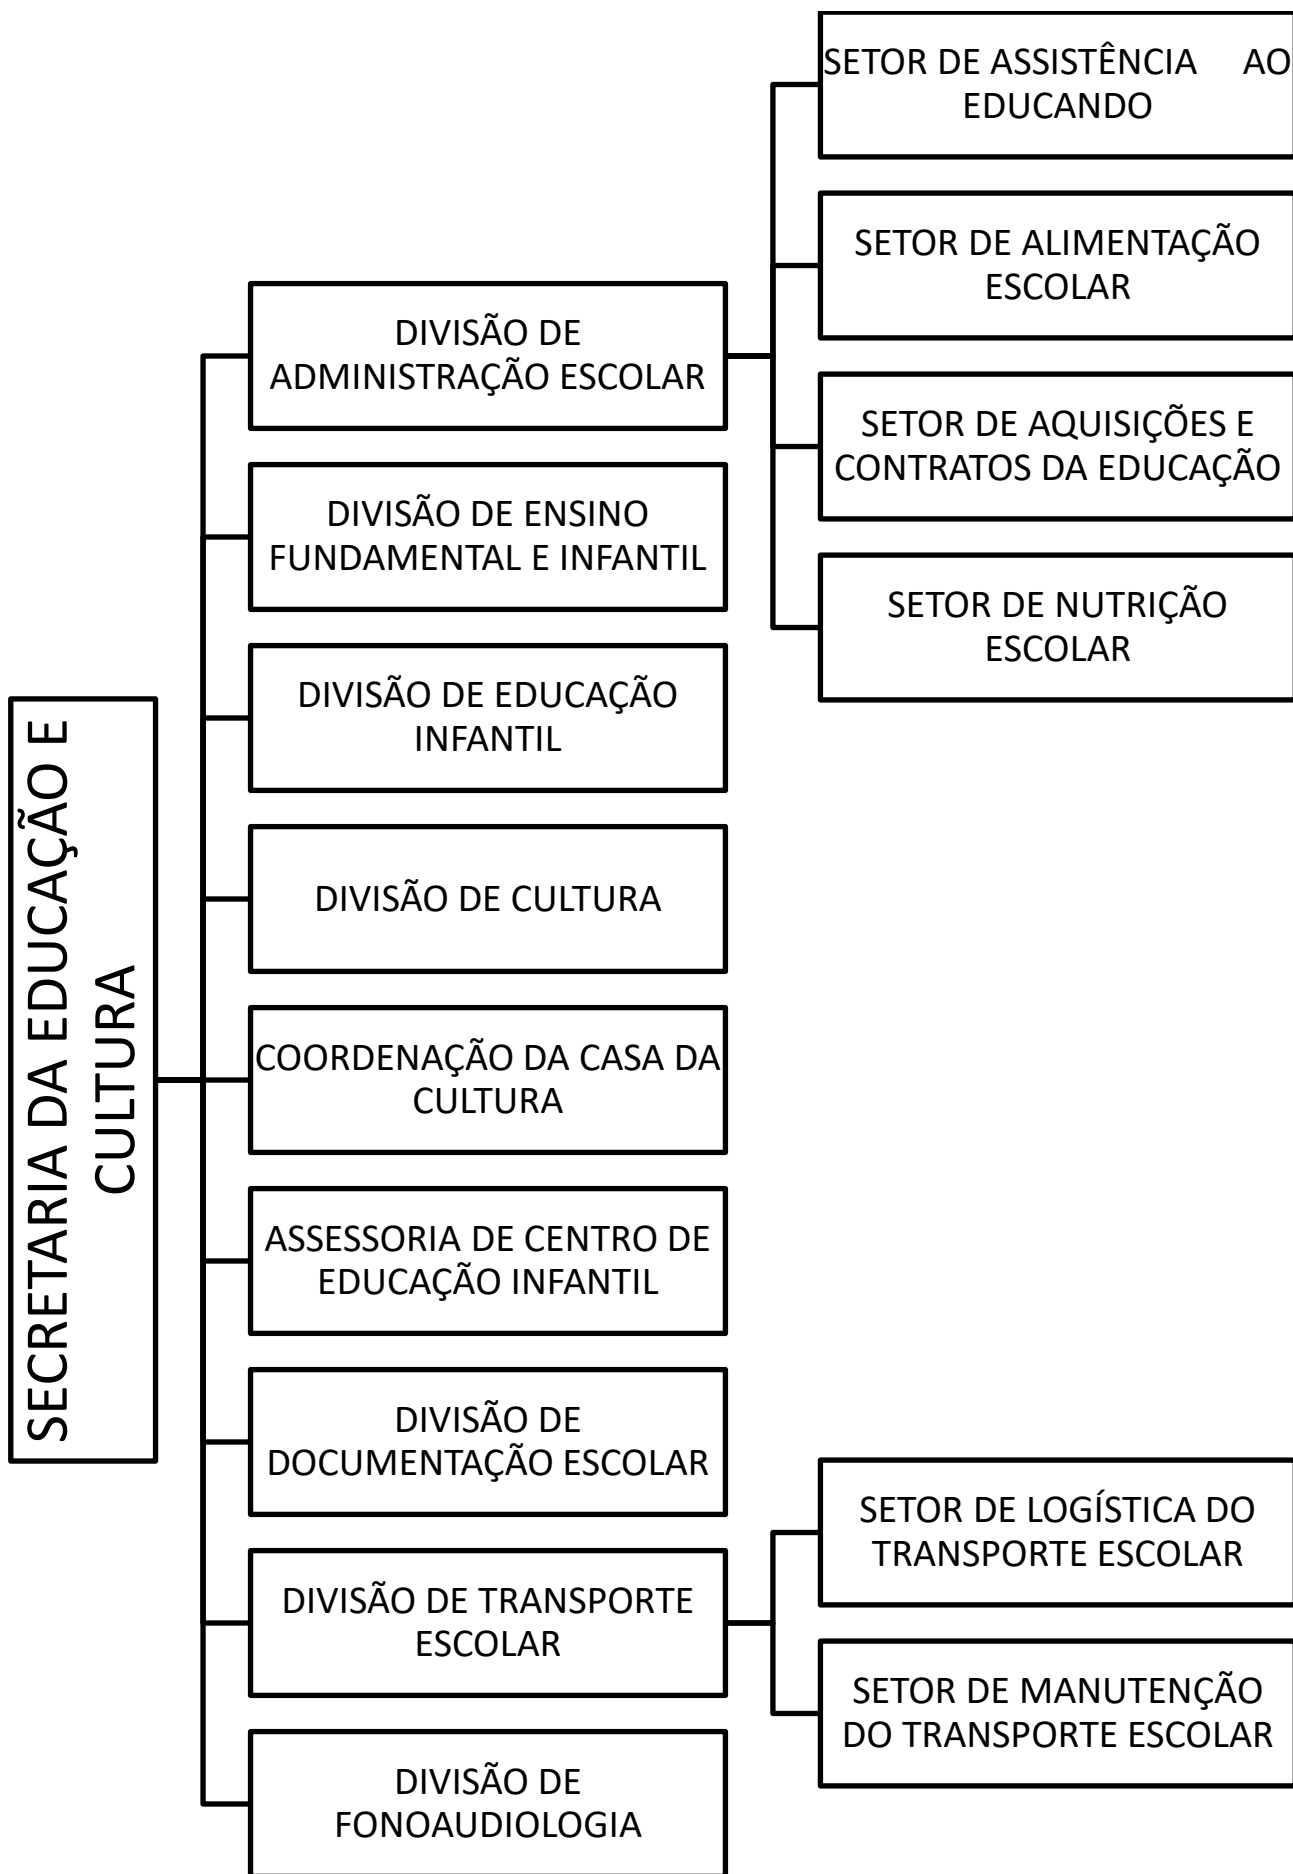 SECRETARIA DA EDUCAÇÃO E
CULTURA
DIVISÃO DE
ADMINISTRAÇÃO ESCOLAR
SETOR DE ASSISTÊNCIA AO
EDUCANDO
SETOR DE ALIMENTAÇÃO
ESCOLAR
SETOR DE AQUISIÇÕES E
CONTRATOS DA EDUCAÇÃO
SETOR DE NUTRIÇÃO
ESCOLAR
DIVISÃO DE ENSINO
FUNDAMENTAL E INFANTIL
DIVISÃO DE EDUCAÇÃO
INFANTIL
DIVISÃO DE CULTURA
COORDENAÇÃO DA CASA DA
CULTURA
ASSESSORIA DE CENTRO DE
EDUCAÇÃO INFANTIL
DIVISÃO DE
DOCUMENTAÇÃO ESCOLAR
DIVISÃO DE TRANSPORTE
ESCOLAR
SETOR DE LOGÍSTICA DO
TRANSPORTE ESCOLAR
SETOR DE MANUTENÇÃO
DO TRANSPORTE ESCOLAR
DIVISÃO DE
FONOAUDIOLOGIA